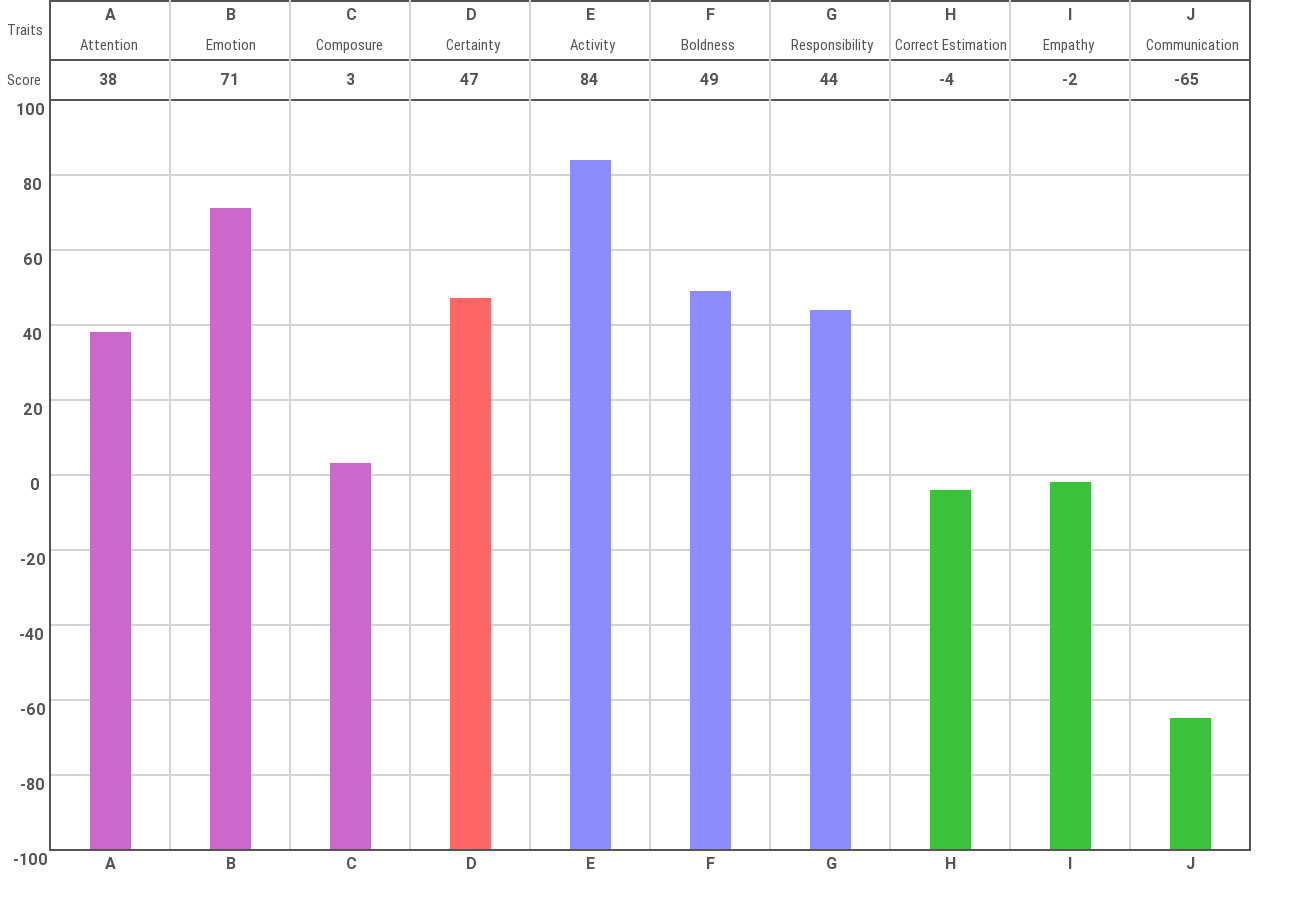 A B C D E F G H I J
Traits
Attention Emotion Composure Certainty Activity Boldness Responsibility Correct Estimation Empathy Communication
Score 38 71 3 47 84 49 44 -4 -2 -65
100
80
60
40
20
0
-20
-40
-60
-80
-100
A B C D E F G H I J